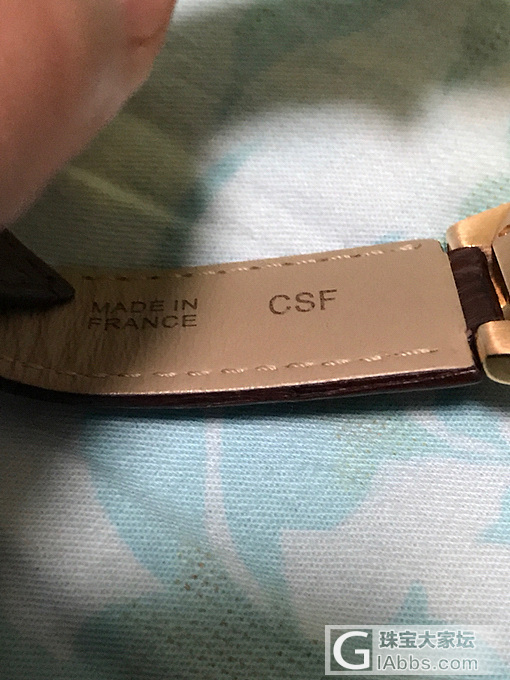 MADE IN
FRANCE
CSF
G 珠宝大家坛
GIAbbs.com